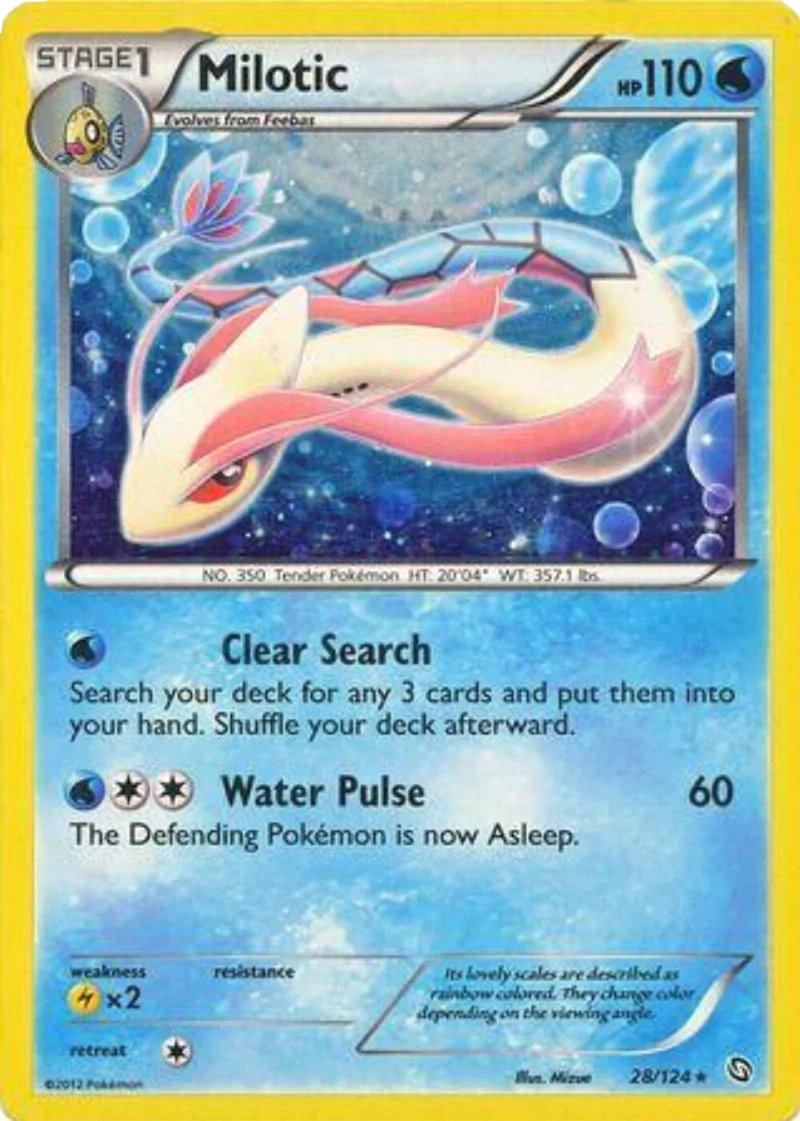 STAGE1
Milotic
HP110
Evolves from Feebas
NO. 350 Tender Pokémon HT: 20'04" WT: 357.1 lbs.
Clear Search
Search your deck for any 3 cards and put them into
your hand. Shuffle your deck afterward.
Water Pulse 60
The Defending Pokémon is now Asleep.
weakness resistance
x2
Its lovely scales are described as
rainbow colored. They change color
depending on the viewing angle.
retreat
©2012 Pokémon
Illus. Mizue 28/124 ★